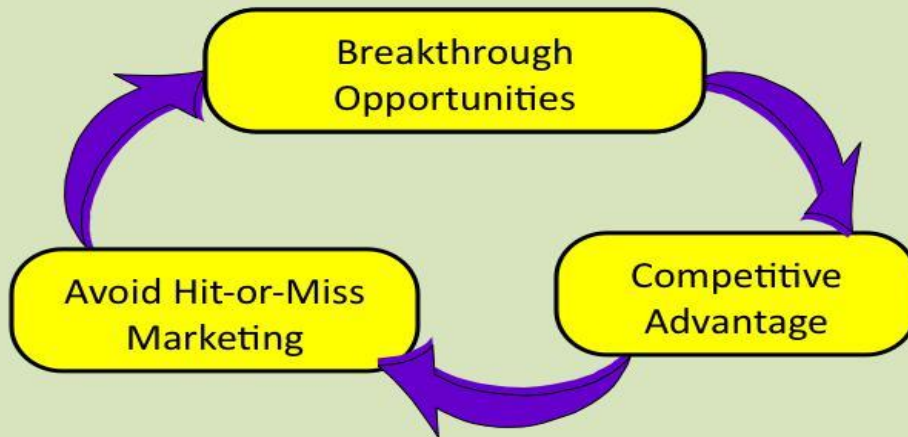 Breakthrough
Opportunities
Competitive
Advantage
Avoid Hit-or-Miss
Marketing